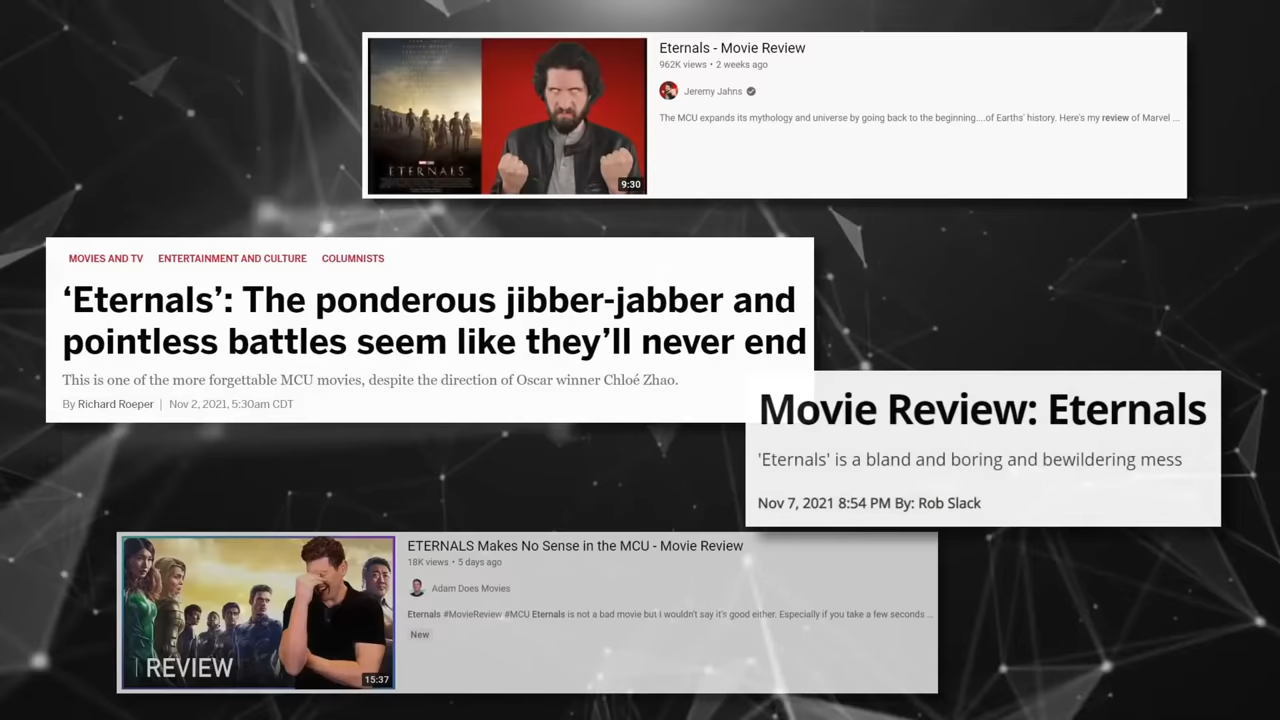 Eternals - Movie Review
962K views • 2 weeks ago
Jeremy Jahns
The MCU expands its mythology and universe by going back to the beginning....of Earths' history. Here's my review of Marvel ...
ETERNALS
9:30
MOVIES AND TV ENTERTAINMENT AND CULTURE COLUMNISTS
‘Eternals’: The ponderous jibber-jabber and
pointless battles seem like they’ll never end
This is one of the more forgettable MCU movies, despite the direction of Oscar winner Chloé Zhao.
By Richard Roeper | Nov 2, 2021, 5:30am CDT
Movie Review: Eternals
'Eternals' is a bland and boring and bewildering mess
Nov 7, 2021 8:54 PM By: Rob Slack
ETERNALS Makes No Sense in the MCU - Movie Review
18K views • 5 days ago
Adam Does Movies
Eternals #MovieReview #MCU Eternals is not a bad movie but I wouldn't say it's good either. Especially if you take a few seconds ...
New
REVIEW
15:37